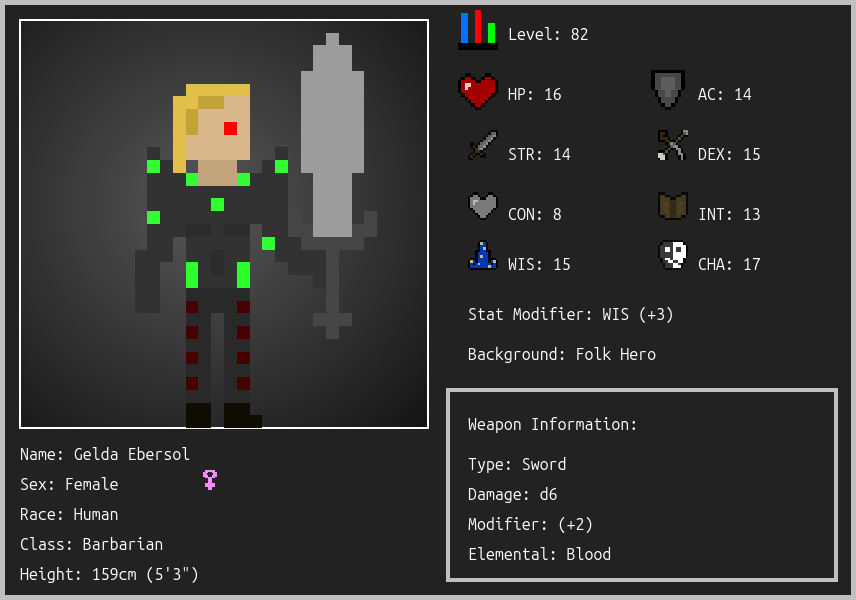 Level: 82
HP: 16
AC: 14
STR: 14
DEX: 15
CON: 8
INT: 13
WIS: 15
CHA: 17
Stat Modifier: WIS (+3)
Background: Folk Hero
Weapon Information:
Type: Sword
Damage: d6
Modifier: (+2)
Elemental: Blood
Name: Gelda Ebersol
Sex: Female
Race: Human
Class: Barbarian
Height: 159cm (5'3")